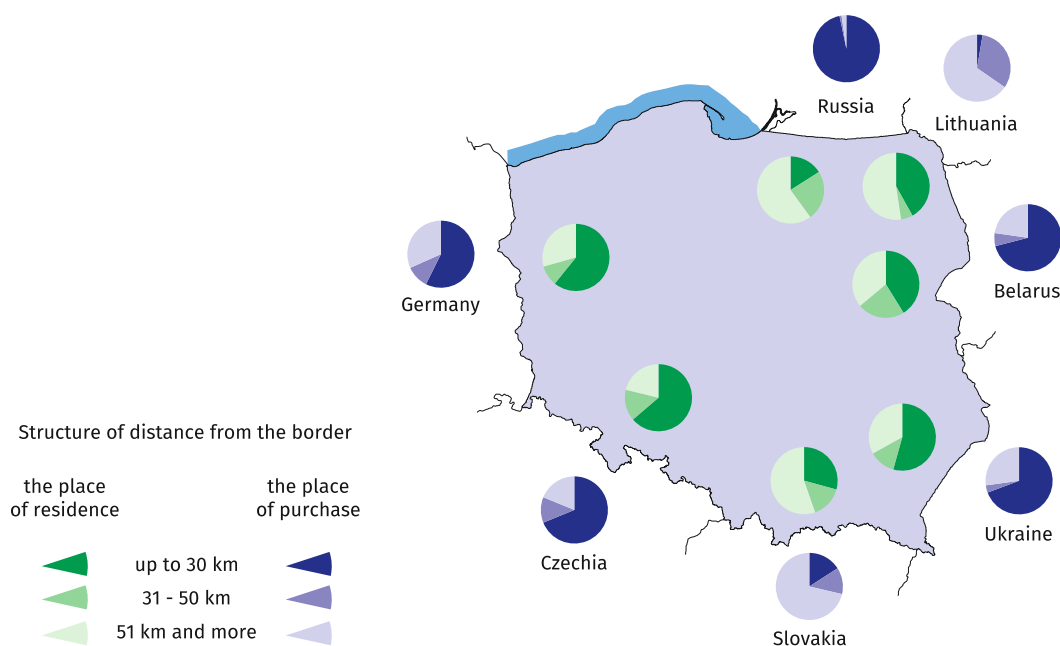 Russia
Lithuania
Germany
Belarus
Structure of distance from the border
the place
of residence
the place
of purchase
Czechia
Ukraine
up to 30 km
31 - 50 km
51 km and more
Slovakia